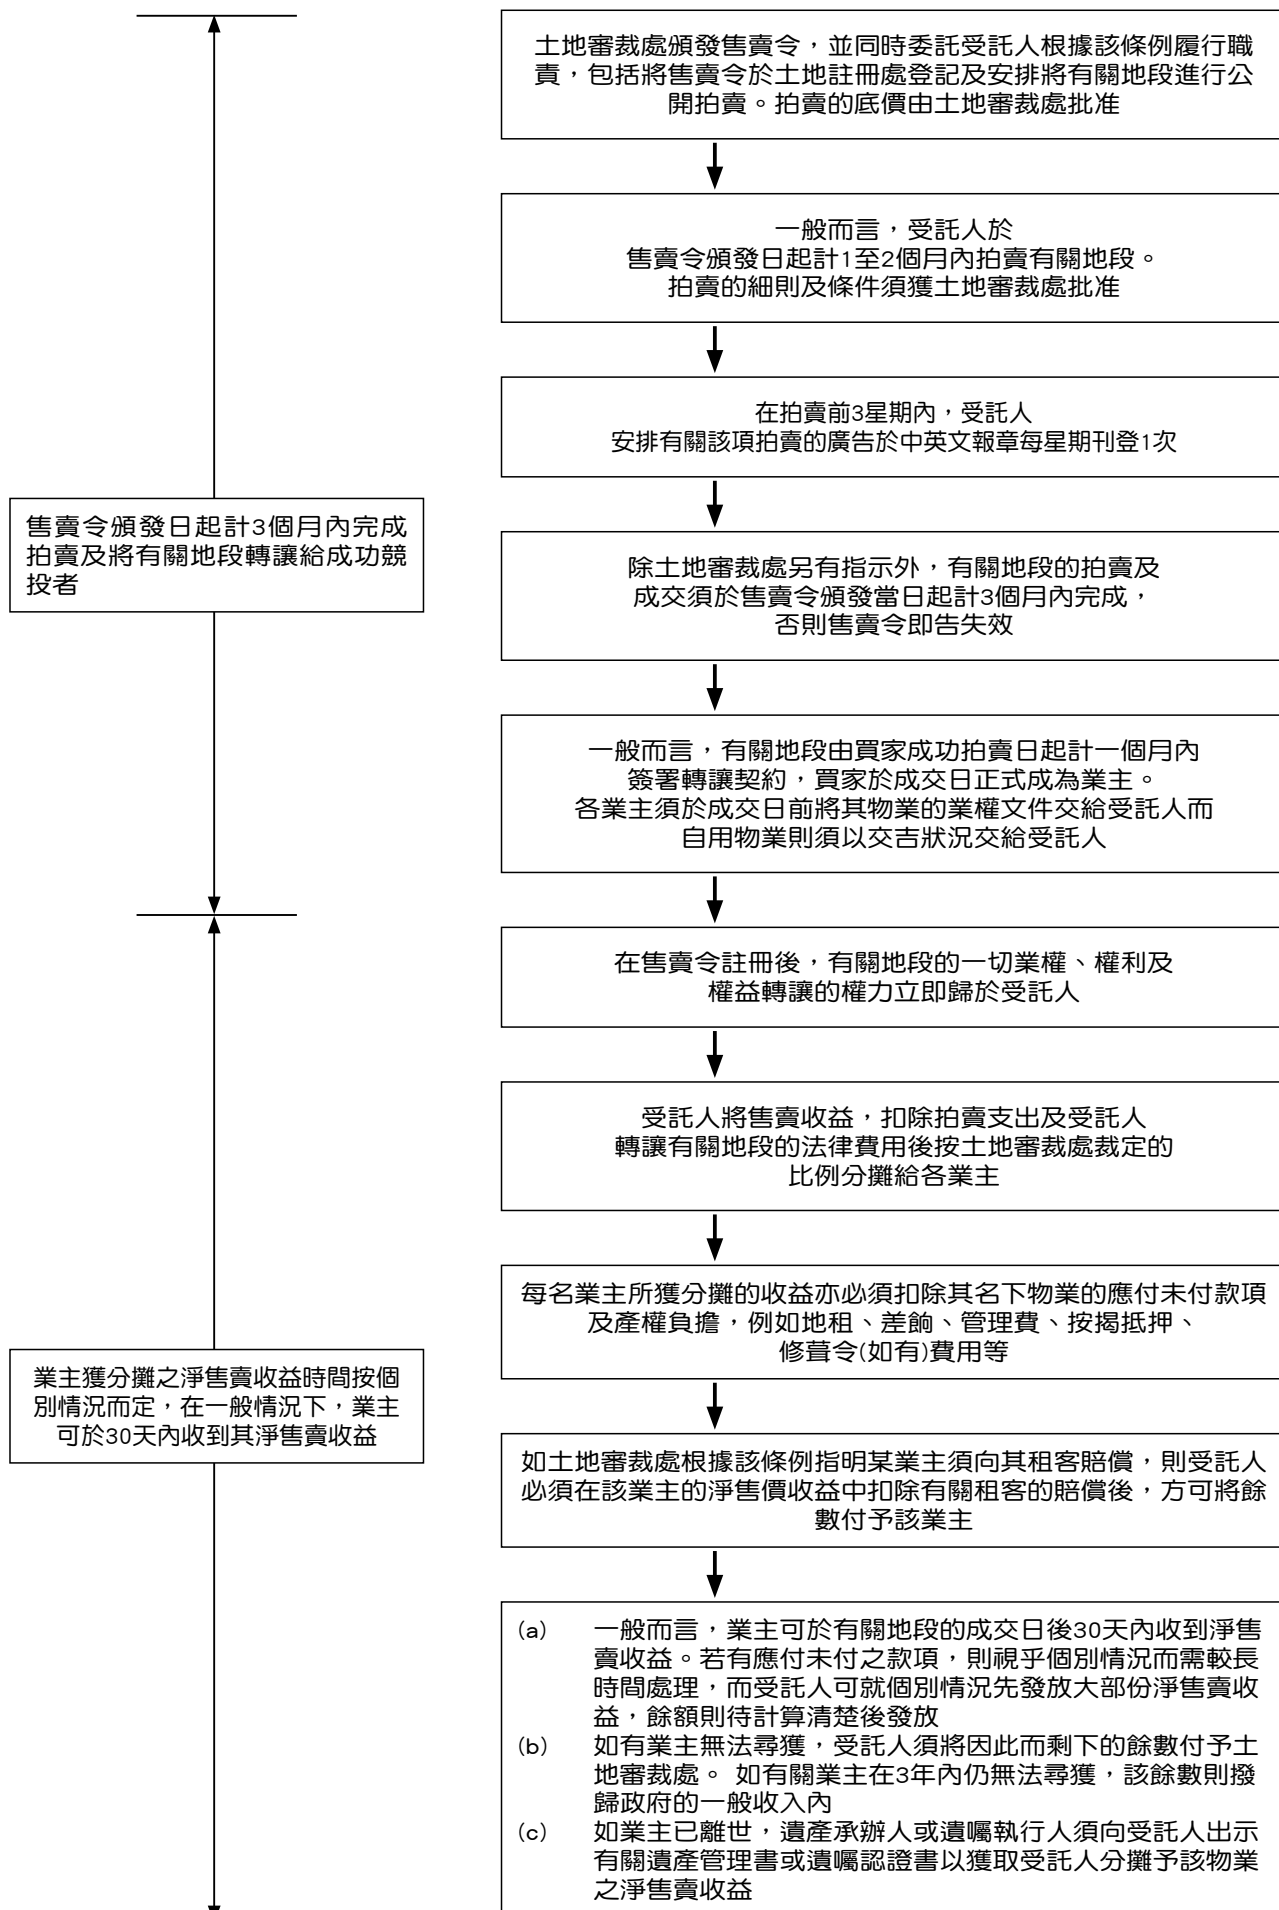 土地審裁處頒發售賣令，並同時委託受託人根據該條例履行職
責，包括將售賣令於土地註冊處登記及安排將有關地段進行公
開拍賣。拍賣的底價由土地審裁處批准
一般而言，受託人於
售賣令頒發日起計1至2個月內拍賣有關地段。
拍賣的細則及條件須獲土地審裁處批准
在拍賣前3星期內，受託人
安排有關該項拍賣的廣告於中英文報章每星期刊登1次
售賣令頒發日起計3個月內完成
拍賣及將有關地段轉讓給成功競
投者
除土地審裁處另有指示外，有關地段的拍賣及
成交須於售賣令頒發當日起計3個月內完成，
否則售賣令即告失效
一般而言，有關地段由買家成功拍賣日起計一個月內
簽署轉讓契約，買家於成交日正式成為業主。
各業主須於成交日前將其物業的業權文件交給受託人而
自用物業則須以交吉狀況交給受託人
在售賣令註冊後，有關地段的一切業權、權利及
權益轉讓的權力立即歸於受託人
受託人將售賣收益，扣除拍賣支出及受託人
轉讓有關地段的法律費用後按土地審裁處裁定的
比例分攤給各業主
每名業主所獲分攤的收益亦必須扣除其名下物業的應付未付款項
及產權負擔，例如地租、差餉、管理費、按揭抵押、
修葺令(如有)費用等
業主獲分攤之淨售賣收益時間按個
別情況而定，在一般情況下，業主
可於30天內收到其淨售賣收益
如土地審裁處根據該條例指明某業主須向其租客賠償，則受託人
必須在該業主的淨售價收益中扣除有關租客的賠償後，方可將餘
數付予該業主
(a) 一般而言，業主可於有關地段的成交日後30天內收到淨售
賣收益。若有應付未付之款項，則視乎個別情況而需較長
時間處理，而受託人可就個別情況先發放大部份淨售賣收
益，餘額則待計算清楚後發放
(b) 如有業主無法尋獲，受託人須將因此而剩下的餘數付予土
地審裁處。 如有關業主在3年內仍無法尋獲，該餘數則撥
歸政府的一般收入內
(c) 如業主已離世，遺產承辦人或遺囑執行人須向受託人出示
有關遺產管理書或遺囑認證書以獲取受託人分攤予該物業
之淨售賣收益